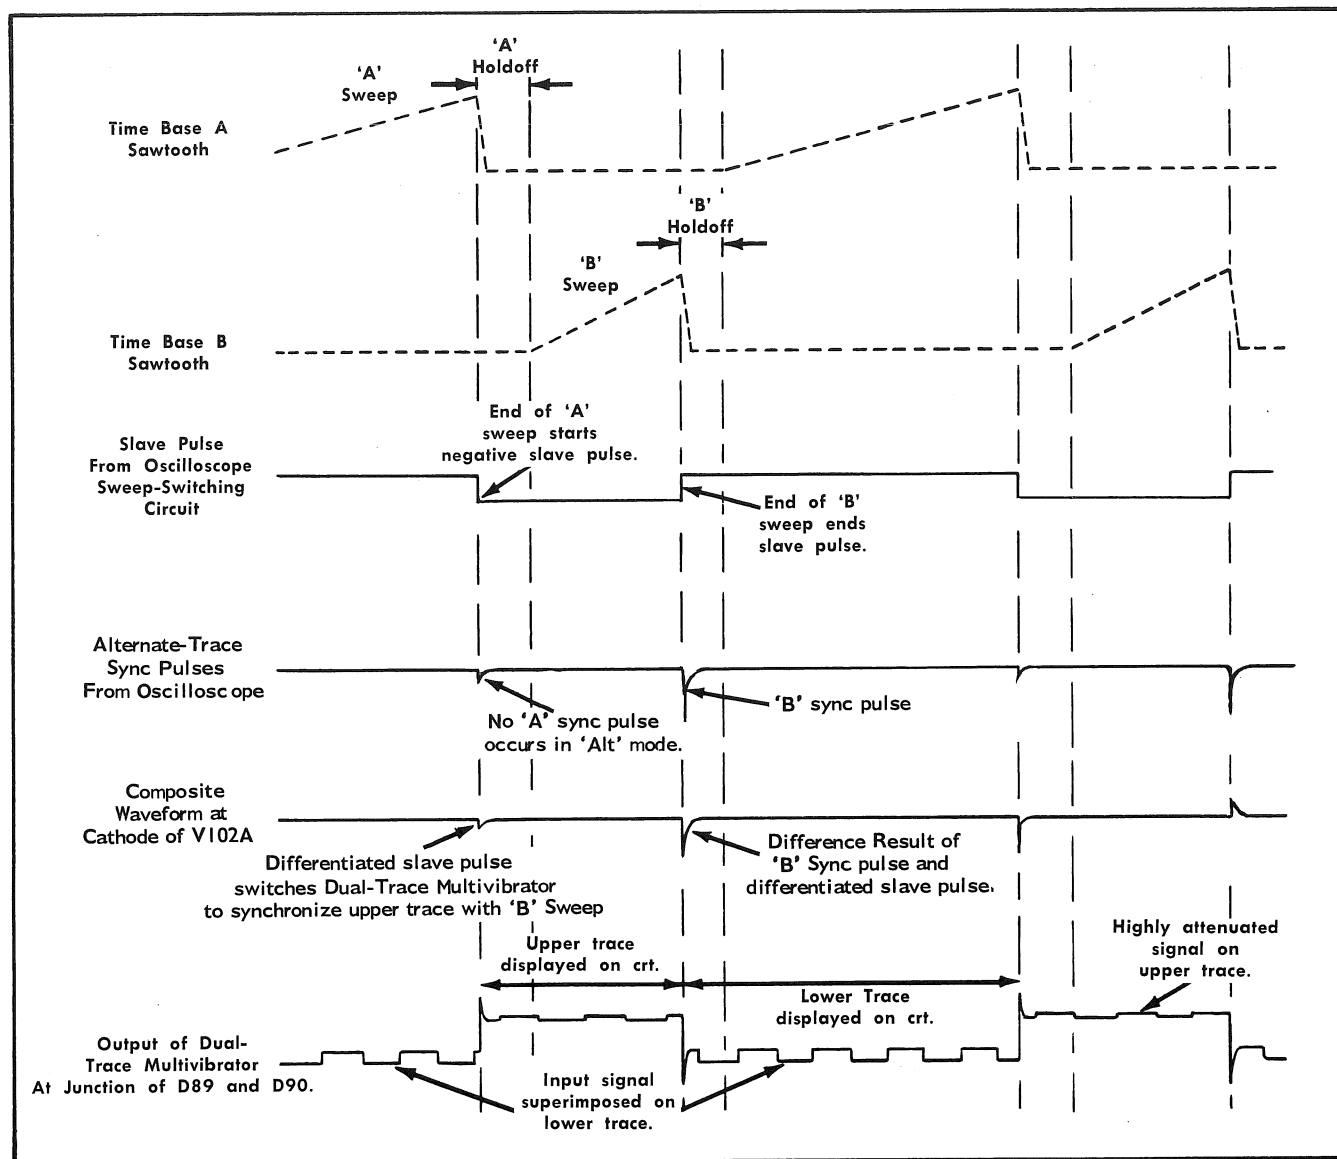 'A'
Holdoff
'A'
Sweep
Time Base A
Sawtooth
'B'
Holdoff
'B'
Sweep
Time Base B
Sawtooth
End of 'A'
sweep starts
negative slave pulse.
Slave Pulse
From Oscilloscope
Sweep-Switching
Circuit
End of 'B'
sweep ends
slave pulse.
Alternate-Trace
Sync Pulses
From Oscilloscope
'B' sync pulse
No 'A' sync pulse
occurs in 'Alt' mode.
Composite
Waveform at
Cathode of V102A
Difference Result of
'B' Sync pulse and
differentiated slave pulse.
Differentiated slave pulse
switches Dual-Trace Multivibrator
to synchronize upper trace with 'B' Sweep
Highly attenuated
signal on
upper trace.
Upper trace
displayed on crt.
Lower Trace
displayed on crt.
Output of Dual-
Trace Multivibrator
At Junction of D89 and D90.
Input signal
superimposed on
lower trace.